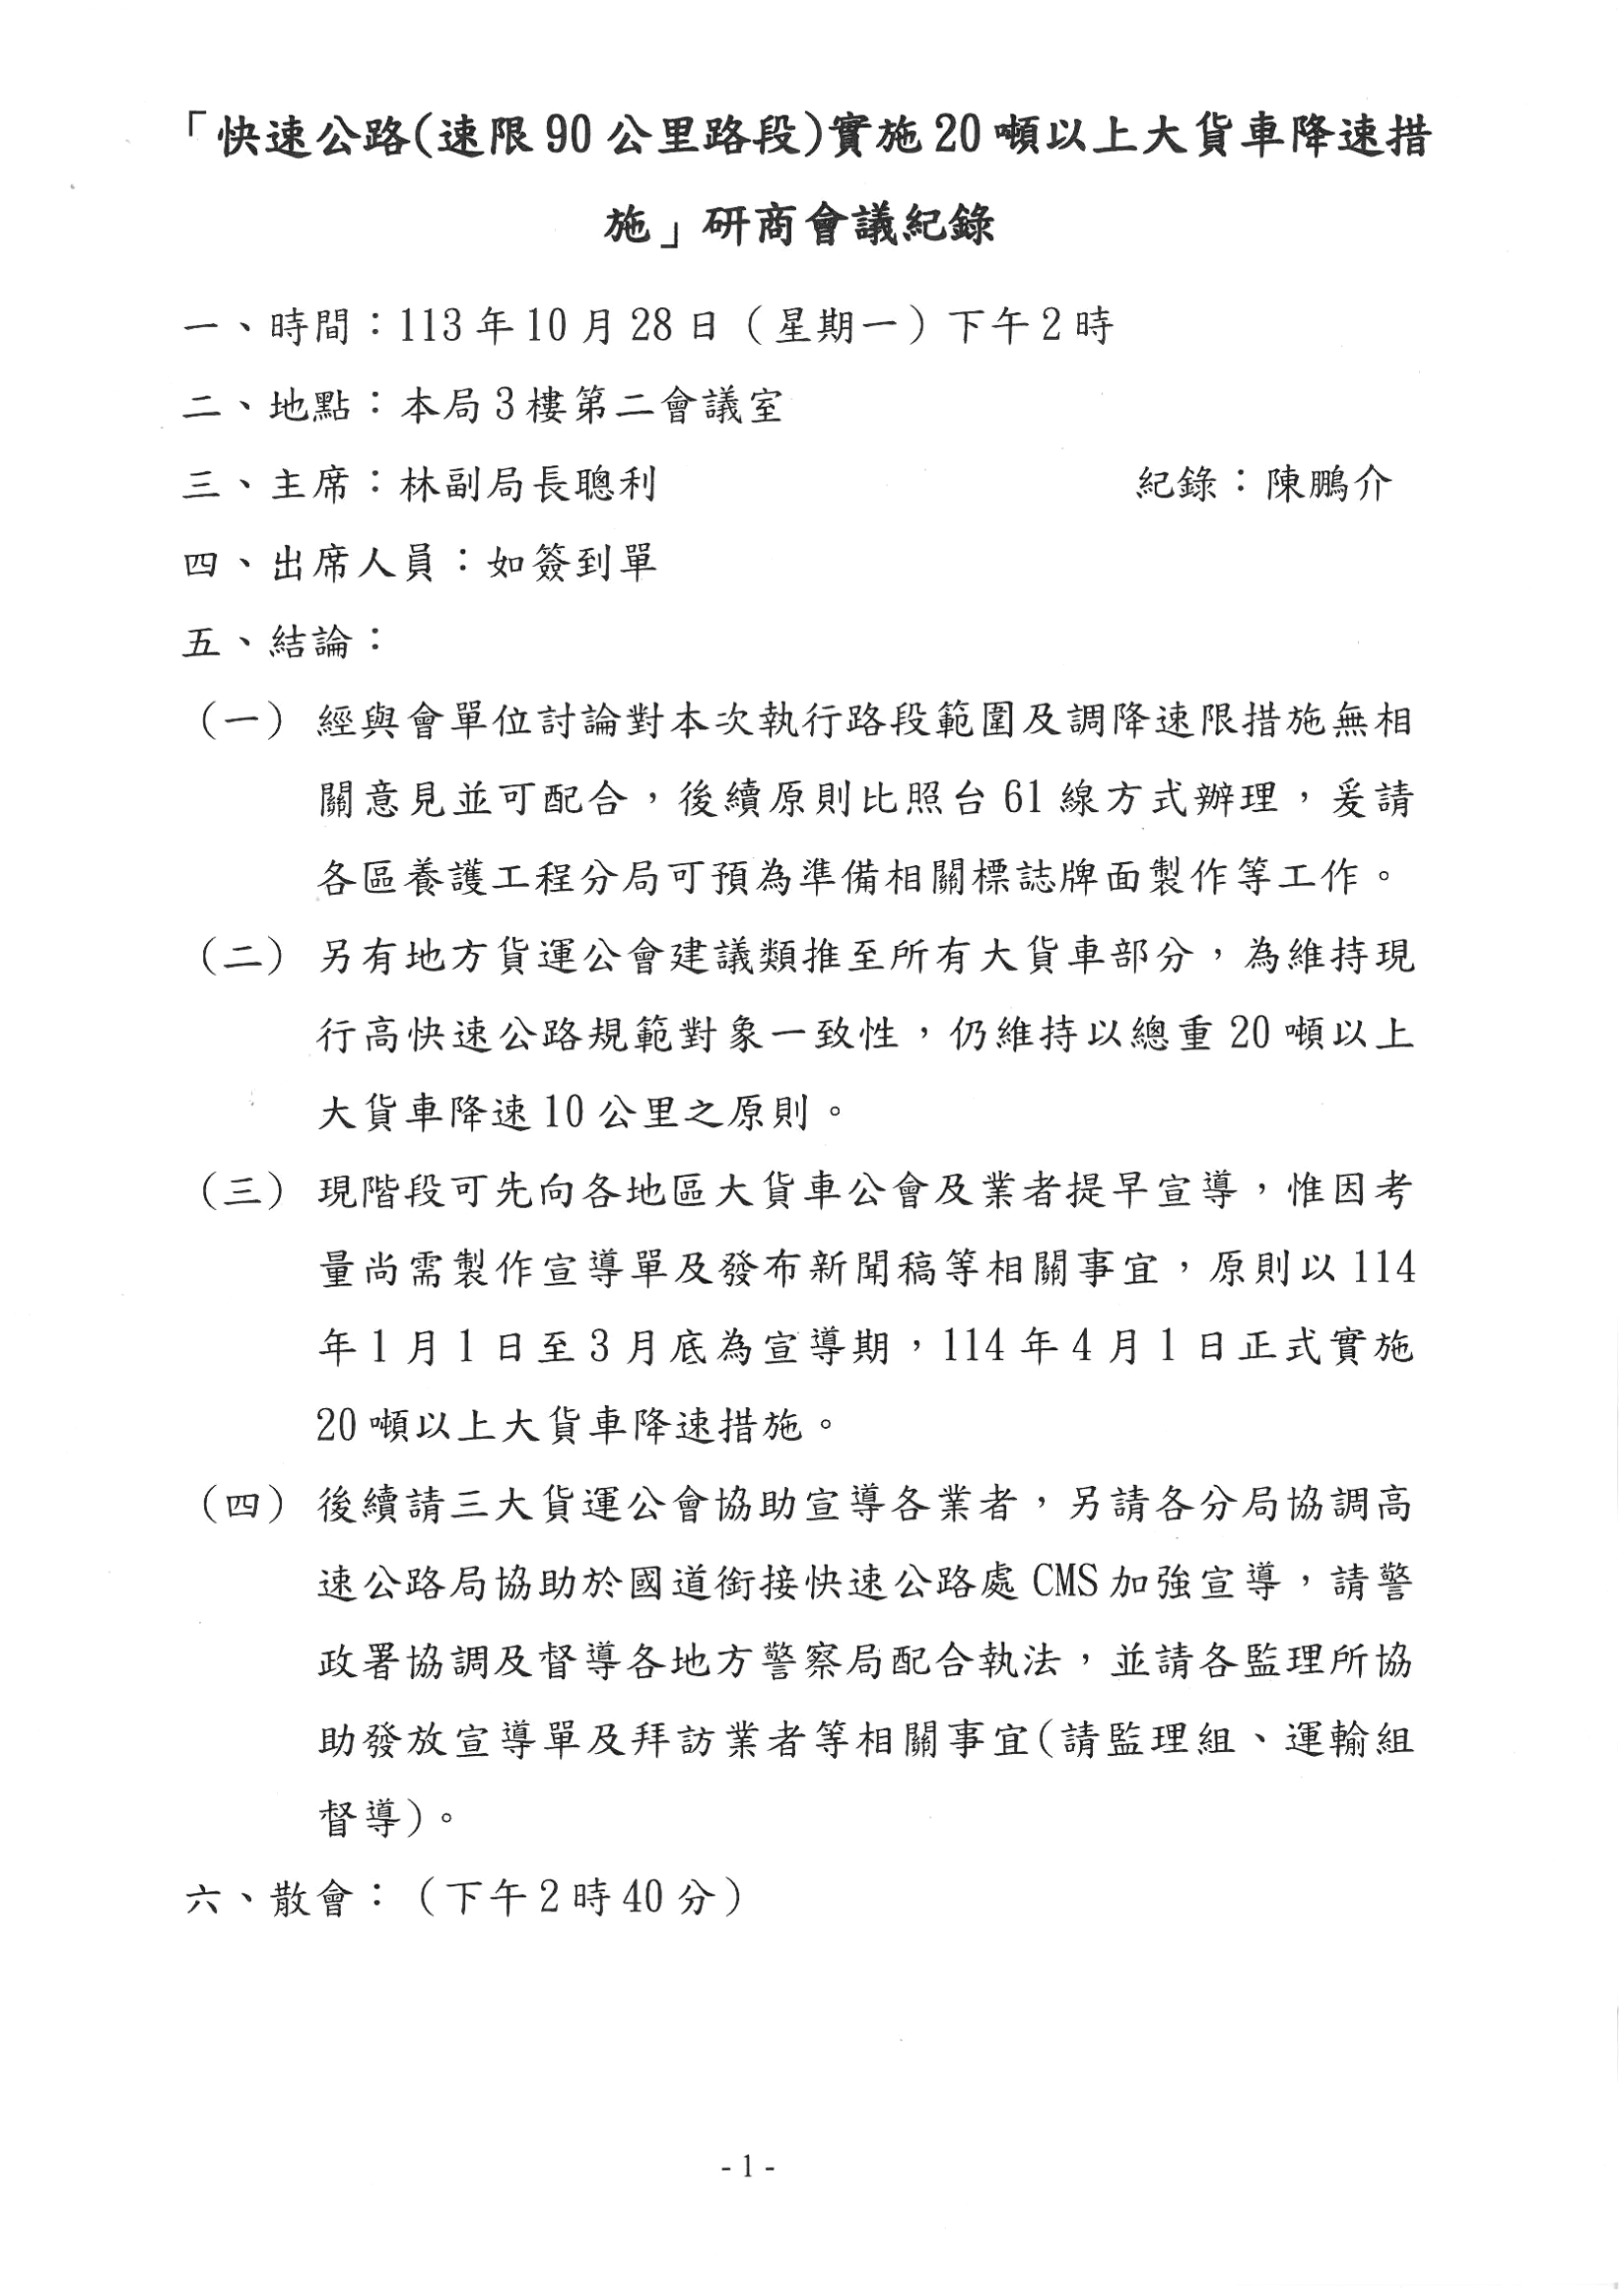 「快速公路(速限90公里路段)實施20噸以上大貨車降速措
施」研商會議紀錄
一、時間：113年10月28日（星期一）下午2時
二、地點：本局3樓第二會議室
三、主席：林副局長聰利 紀錄：陳鵬介
四、出席人員：如簽到單
五、結論：
（一）經與會單位討論對本次執行路段範圍及調降速限措施無相
關意見並可配合，後續原則比照台61線方式辦理，爰請
各區養護工程分局可預為準備相關標誌牌面製作等工作。
（二）另有地方貨運公會建議類推至所有大貨車部分，為維持現
行高快速公路規範對象一致性，仍維持以總重20噸以上
大貨車降速10公里之原則。
（三）現階段可先向各地區大貨車公會及業者提早宣導，惟因考
量尚需製作宣導單及發布新聞稿等相關事宜，原則以114
年1月1日至3月底為宣導期，114年4月1日正式實施
20噸以上大貨車降速措施。
（四）後續請三大貨運公會協助宣導各業者，另請各分局協調高
速公路局協助於國道銜接快速公路處CMS加強宣導，請警
政署協調及督導各地方警察局配合執法，並請各監理所協
助發放宣導單及拜訪業者等相關事宜(請監理組、運輸組
督導)。
六、散會：（下午2時40分）
- 1 -